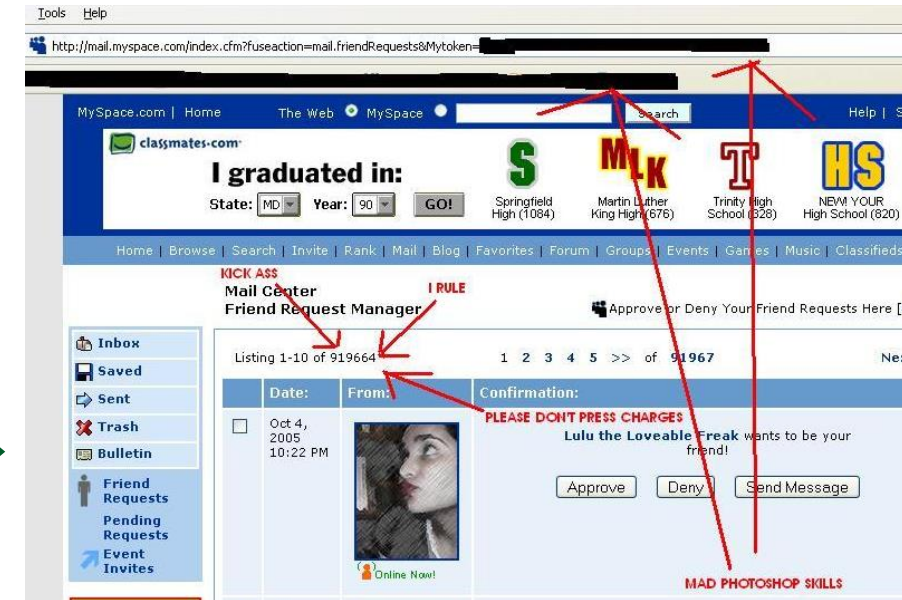 Tools Help
http://mail.myspace.com/index.cfm?fuseaction=mail.friendRequests&Mytoken=
MySpace.com | Home The Web MySpace Search Help |
classmates.com
I graduated in:
State: MD Year: 90 GO!
S MLK T HS
Springfield High (1084)
Martin Luther King High (676)
Trinity High School (328)
NEW! YOUR High School (820)
Home | Browse | Search | Invite | Rank | Mail | Blog | Favorites | Forum | Groups | Events | Games | Music | Classifieds
KICK ASS
I RULE
Mail Center
Friend Request Manager
Approve or Deny Your Friend Requests Here [
Inbox
Saved
Sent
Trash
Bulletin
Friend
Requests
Pending
Requests
Event
Invites
Listing 1-10 of 919664
1 2 3 4 5 >> of 91967
Date: From: Confirmation:
PLEASE DON'T PRESS CHARGES
Oct 4,
2005
10:22 PM
Lulu the Loveable Freak wants to be your
friend!
Approve Deny Send Message
Online Now!
MAD PHOTOSHOP SKILLS